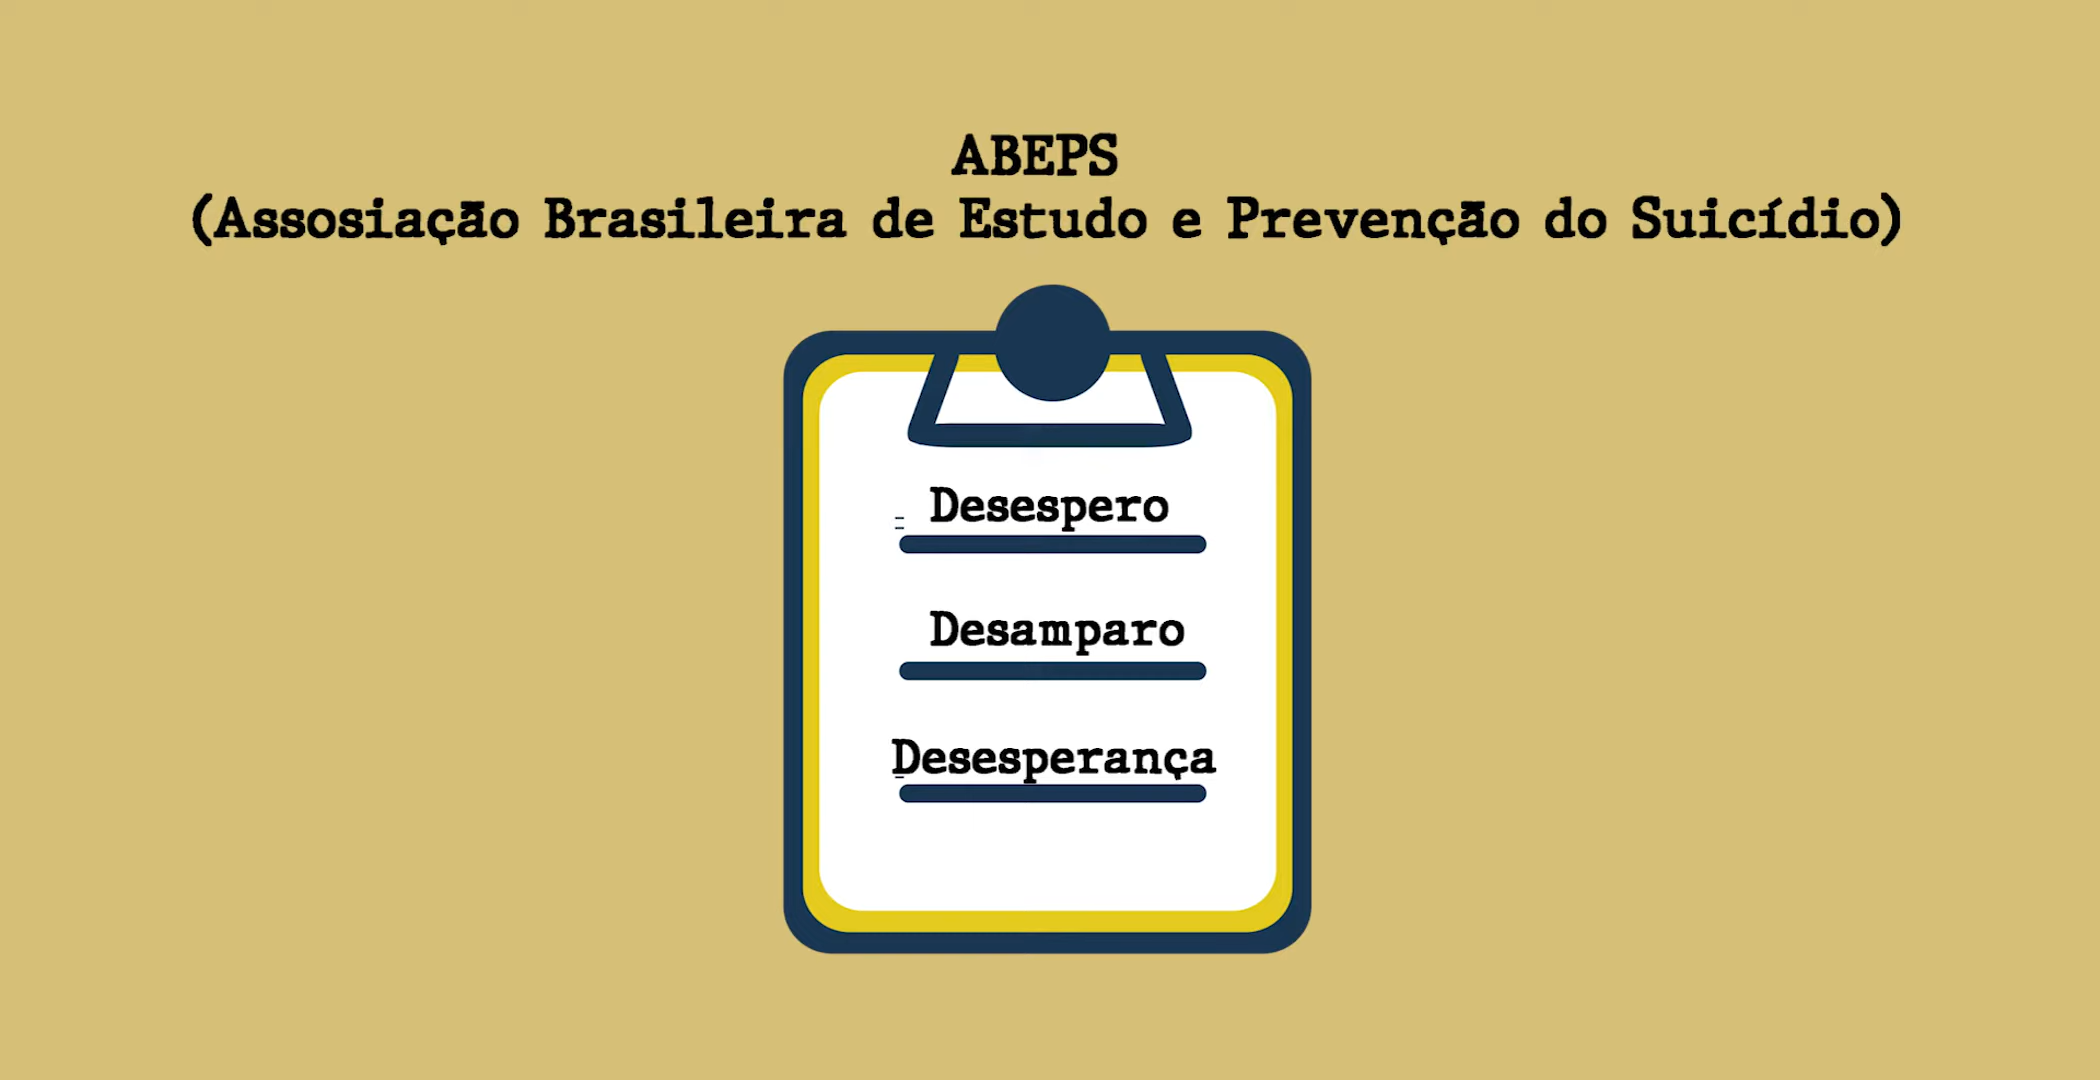 ABEPS
(Assosiação Brasileira de Estudo e Prevenção do Suicídio)
Desespero
Desamparo
Desesperança